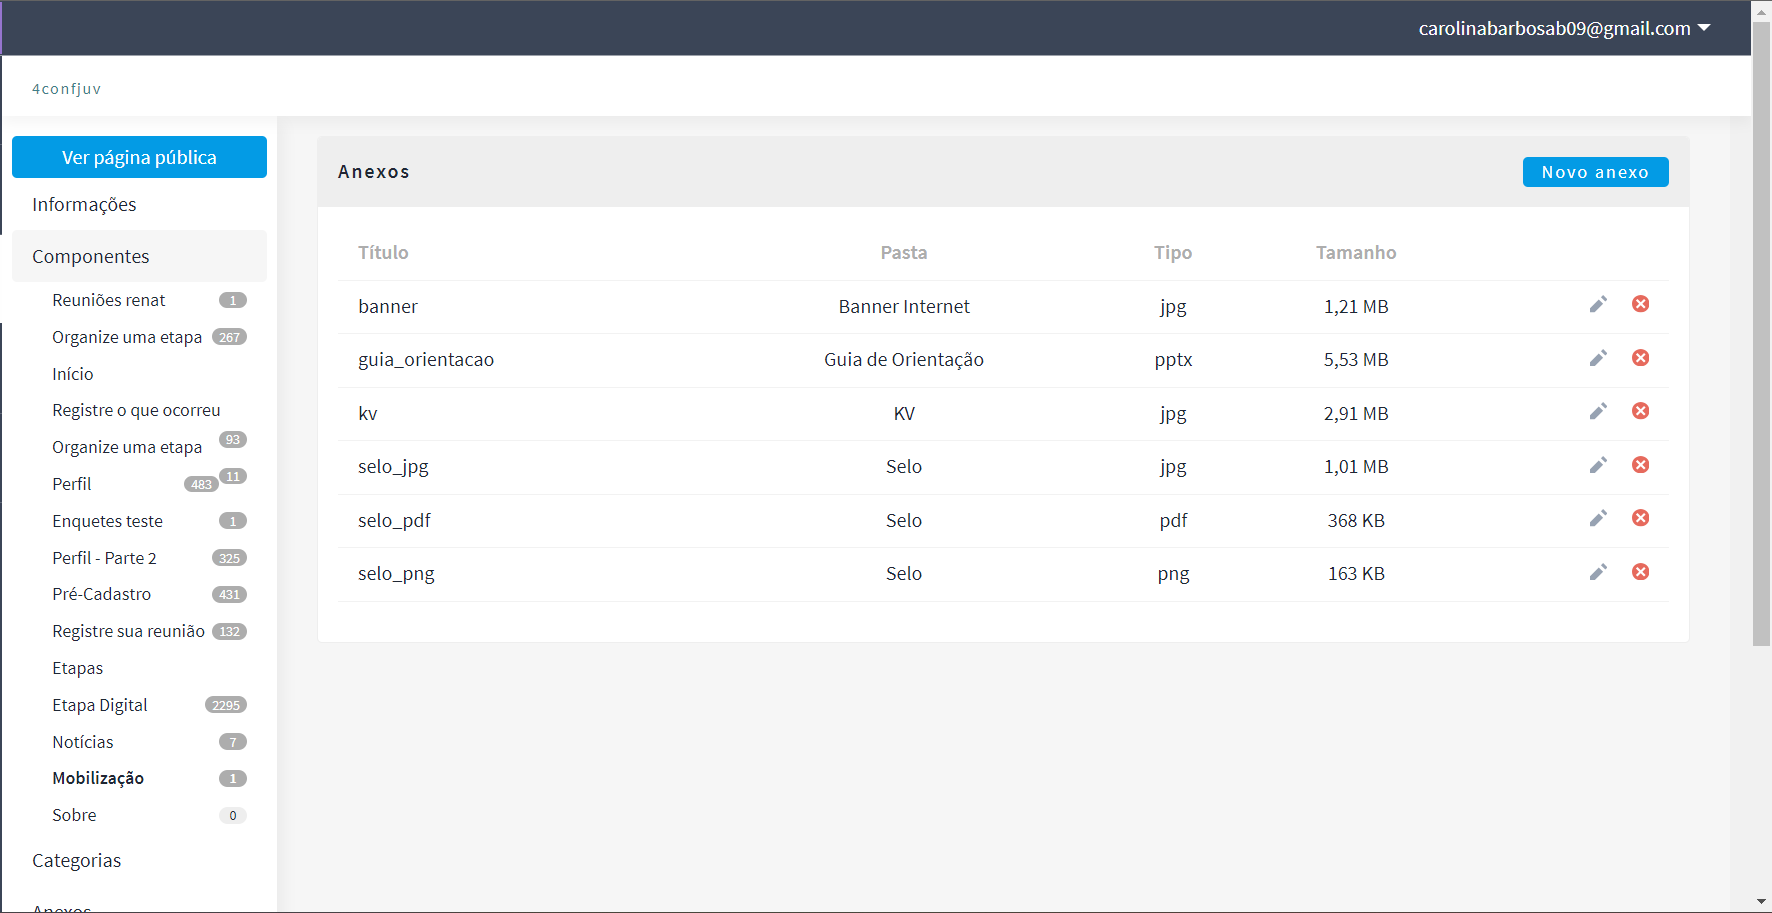 carolinabarbosab09@gmail.com
4confjuv
Ver página pública
Informações
Componentes
Reuniões renat 1
Organize uma etapa 267
Início
Registre o que ocorreu
Organize uma etapa 93
Perfil 483 11
Enquetes teste 1
Perfil - Parte 2 325
Pré-Cadastro 431
Registre sua reunião 132
Etapas
Etapa Digital 2295
Notícias 7
Mobilização 1
Sobre 0
Categorias
Anexos
Anexos Novo anexo
Título Pasta Tipo Tamanho
banner Banner Internet jpg 1,21 MB
guia_orientacao Guia de Orientação pptx 5,53 MB
kv KV jpg 2,91 MB
selo_jpg Selo jpg 1,01 MB
selo_pdf Selo pdf 368 KB
selo_png Selo png 163 KB